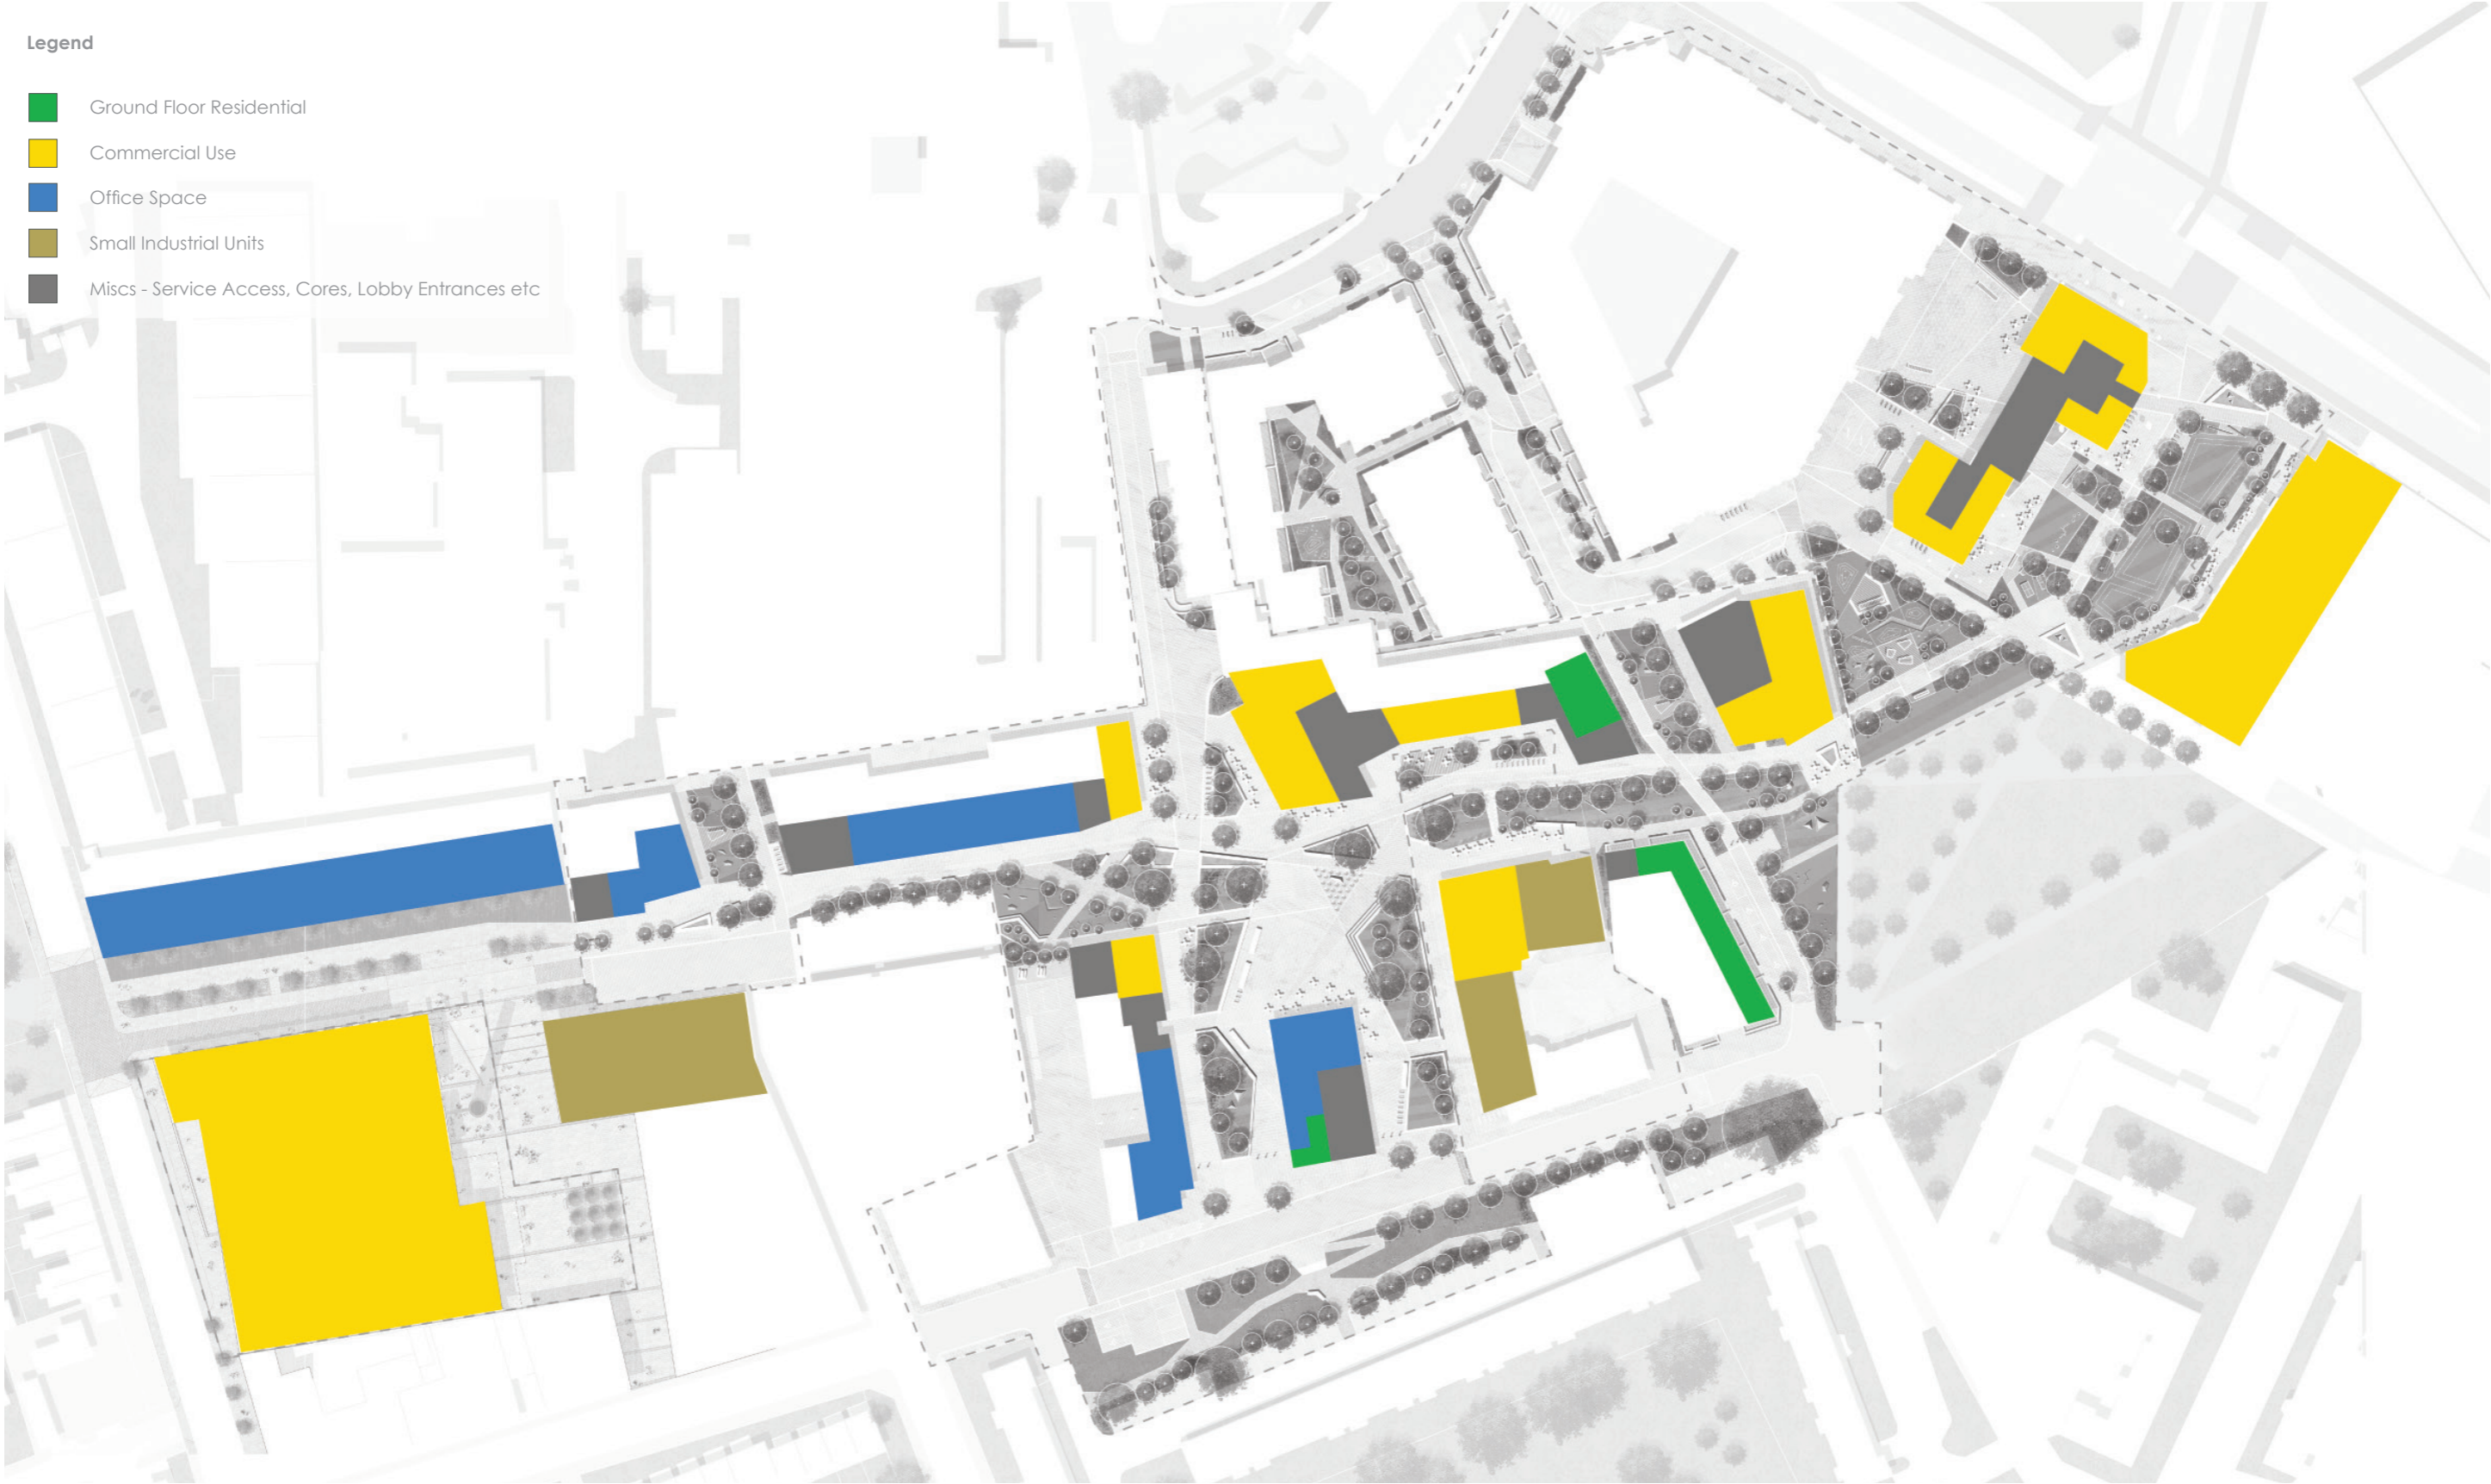 Legend
Ground Floor Residential
Commercial Use
Office Space
Small Industrial Units
Miscs - Service Access, Cores, Lobby Entrances etc